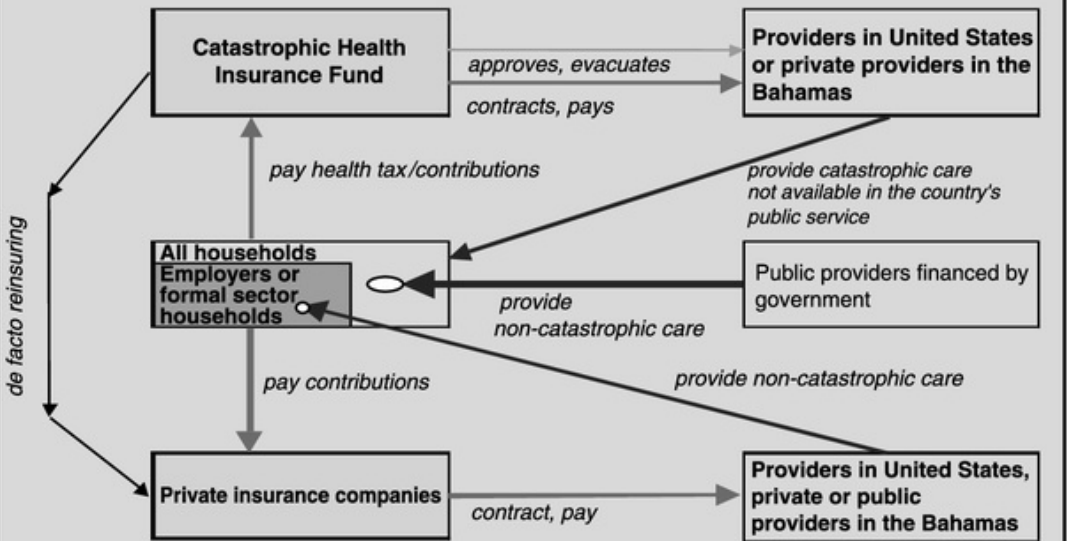 Catastrophic Health
Insurance Fund
approves, evacuates
contracts, pays
Providers in United States
or private providers in the
Bahamas
pay health tax/contributions
provide catastrophic care
not available in the country's
public service
de facto reinsuring
All households
Employers or
formal sector
households
provide
non-catastrophic care
Public providers financed by
government
pay contributions
provide non-catastrophic care
Private insurance companies
contract, pay
Providers in United States,
private or public
providers in the Bahamas